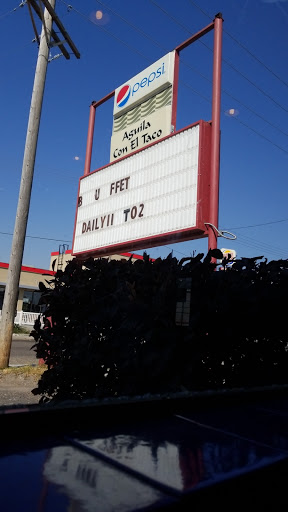 pepsi
Aguila
Con El Taco
B U FFET
DAILY11 TO2